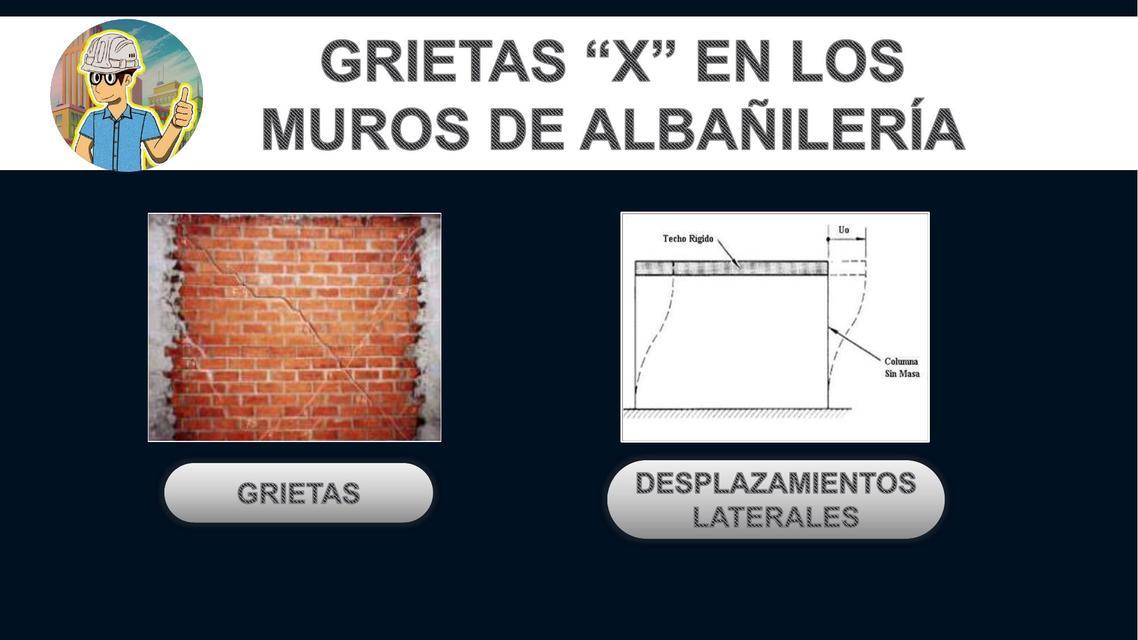 GRIETAS “X” EN LOS
MUROS DE ALBAÑILERÍA
Techo Rigido
Uo
Columna
Sin Masa
GRIETAS
DESPLAZAMIENTOS
LATERALES